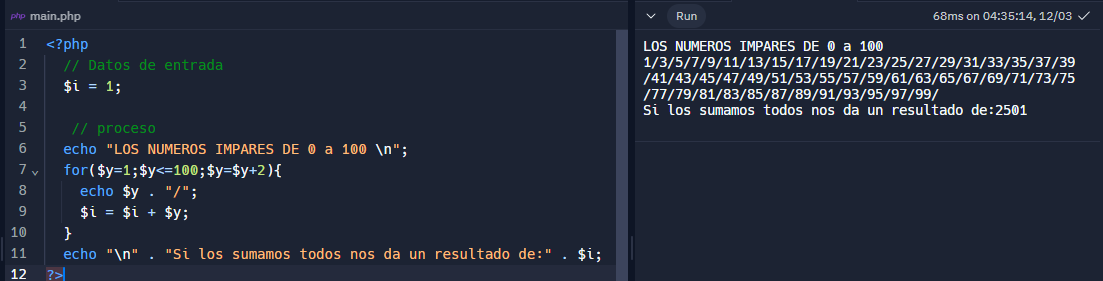 php main.php
1 <?php
2 // Datos de entrada
3 $i = 1;
4
5 // proceso
6 echo "LOS NUMEROS IMPARES DE 0 a 100 \n";
7 for($y=1;$y<=100;$y=$y+2){
8 echo $y . "/";
9 $i = $i + $y;
10 }
11 echo "\n" . "Si los sumamos todos nos da un resultado de:" . $i;
12 ?>
Run 68ms on 04:35:14, 12/03
LOS NUMEROS IMPARES DE 0 a 100
1/3/5/7/9/11/13/15/17/19/21/23/25/27/29/31/33/35/37/39
/41/43/45/47/49/51/53/55/57/59/61/63/65/67/69/71/73/75
/77/79/81/83/85/87/89/91/93/95/97/99/
Si los sumamos todos nos da un resultado de:2501